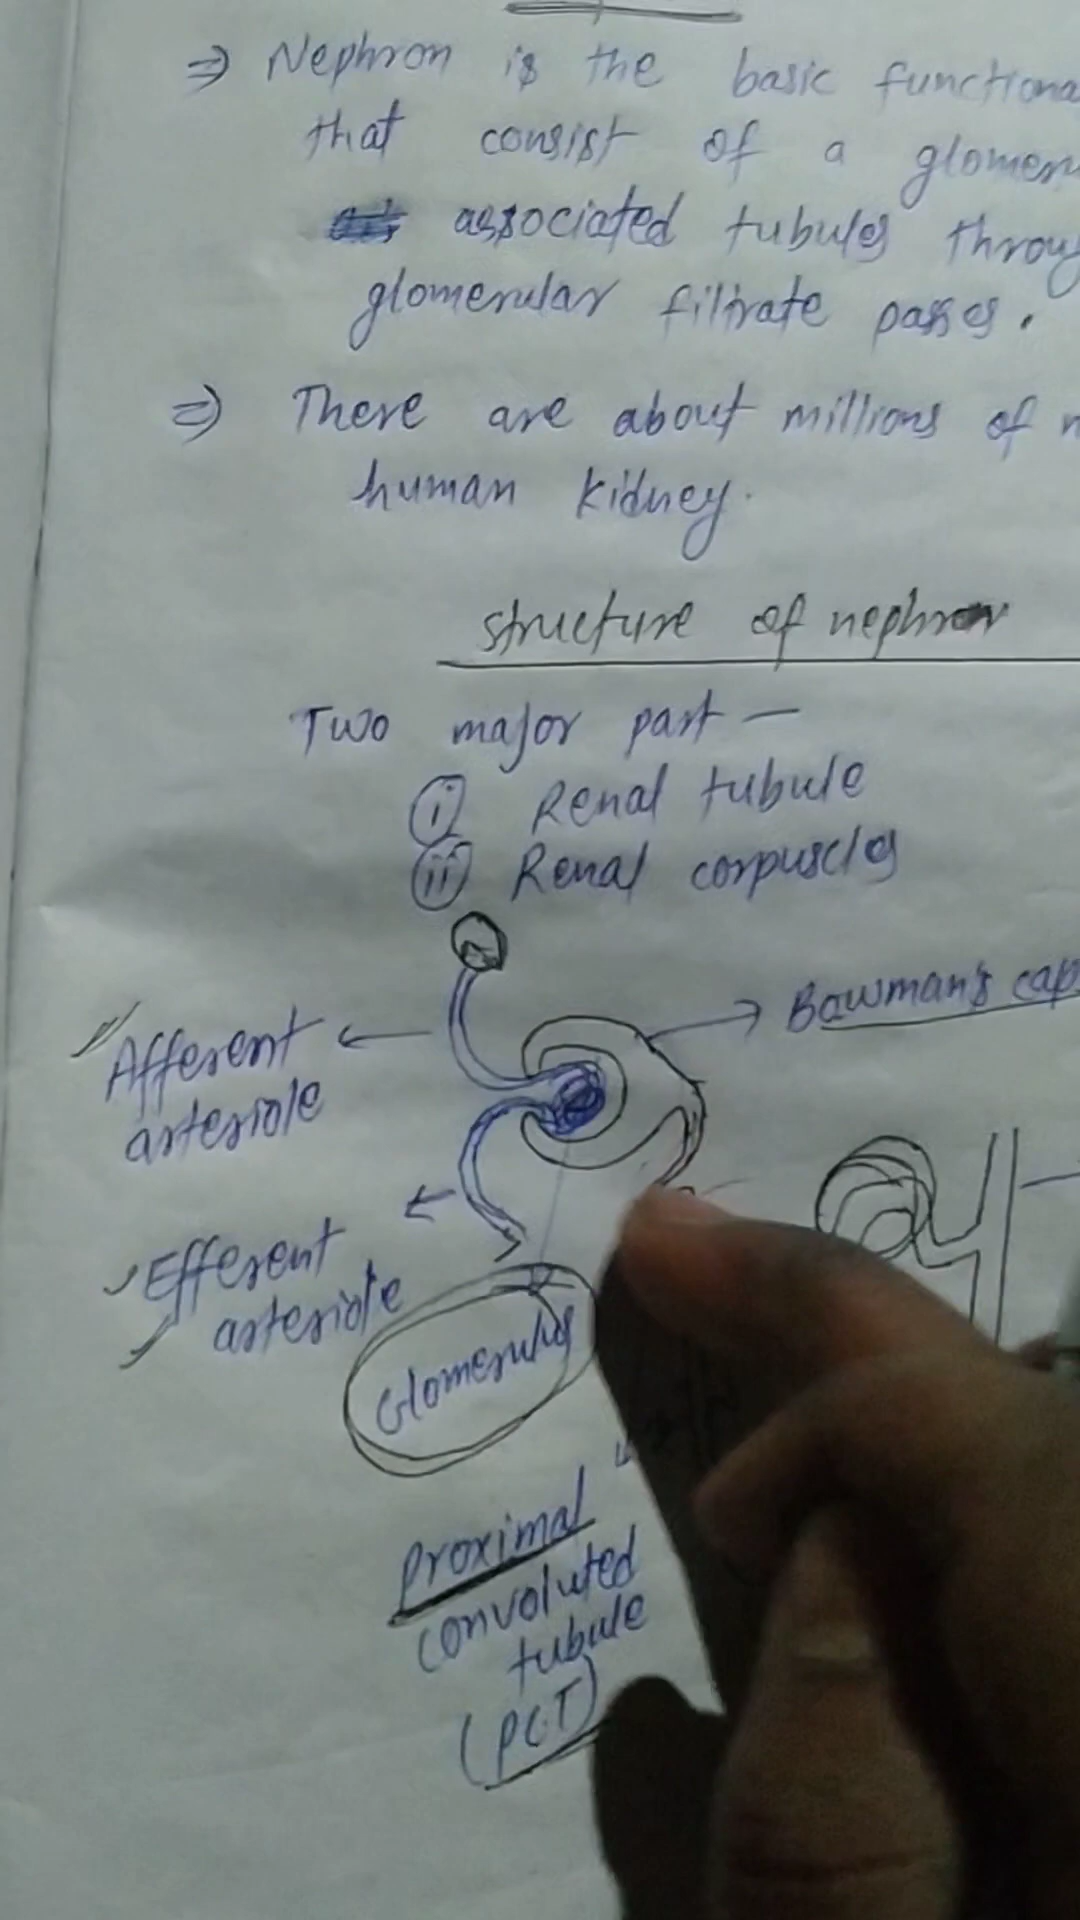 ⇒ Nephron is the basic functiona
that consist of a glomeru
associated tubules throug
glomerular filtrate passes.
⇒ There are about millions of n
human kidney.
structure of nephron
Two major part —
(i) Renal tubule
(ii) Renal corpuscles
Bowman's cap
Afferent
arteriole
Efferent
arteriole
Glomerulus
Proximal
convoluted
tubule
(PCT)